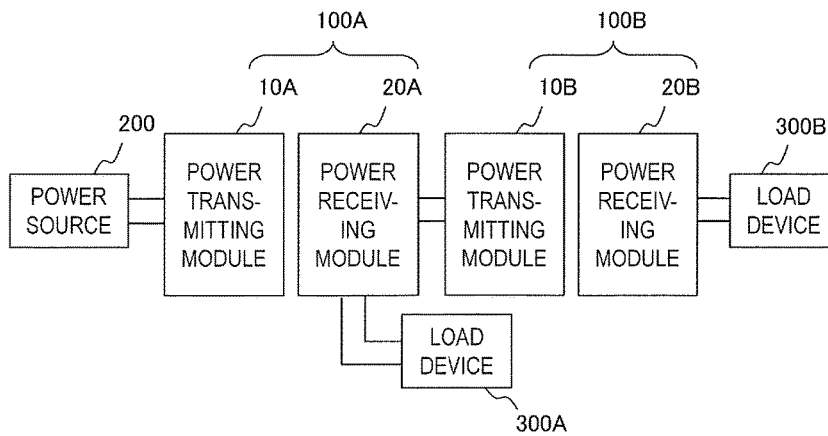 100A
100B
10A
20A
10B
20B
200
300B
POWER
SOURCE
POWER
TRANS-
MITTING
MODULE
POWER
RECEIV-
ING
MODULE
POWER
TRANS-
MITTING
MODULE
POWER
RECEIV-
ING
MODULE
LOAD
DEVICE
LOAD
DEVICE
300A